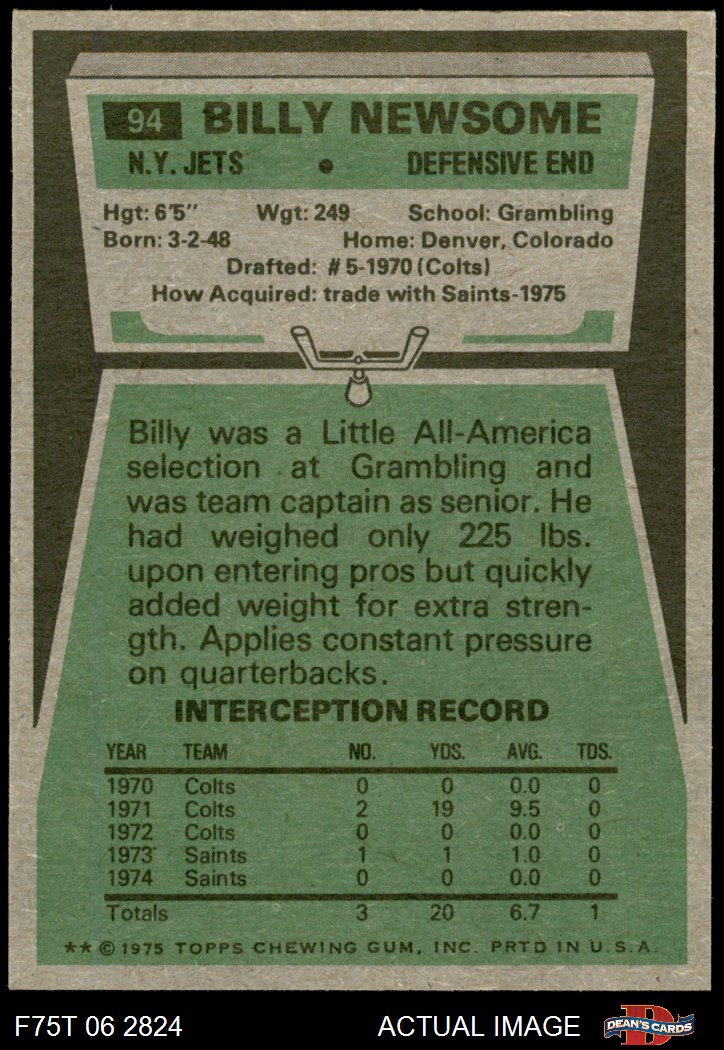 94 BILLY NEWSOME
N.Y. JETS • DEFENSIVE END
Hgt: 6'5" Wgt: 249 School: Grambling
Born: 3-2-48 Home: Denver, Colorado
Drafted: #5-1970 (Colts)
How Acquired: trade with Saints-1975
Billy was a Little All-America
selection at Grambling and
was team captain as senior. He
had weighed only 225 lbs.
upon entering pros but quickly
added weight for extra stren-
gth. Applies constant pressure
on quarterbacks.
INTERCEPTION RECORD
YEAR TEAM NO. YDS. AVG. TDS.
1970 Colts 0 0 0.0 0
1971 Colts 2 19 9.5 0
1972 Colts 0 0 0.0 0
1973 Saints 1 1 1.0 0
1974 Saints 0 0 0.0 0
Totals 3 20 6.7 1
** © 1975 TOPPS CHEWING GUM, INC. PRTD IN U.S.A.
F75T 06 2824 ACTUAL IMAGE DEAN'S CARDS